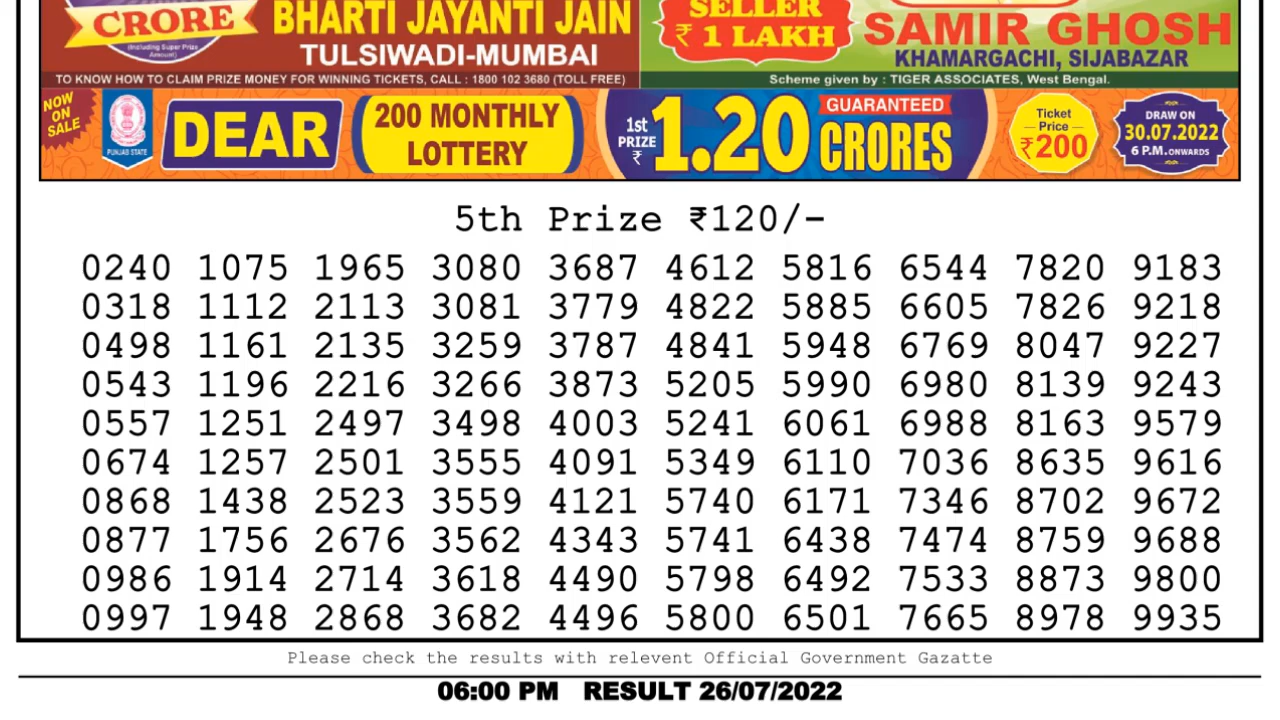 CRORE
(Including Super Prize
Amount)
BHARTI JAYANTI JAIN
TULSIWADI-MUMBAI
TO KNOW HOW TO CLAIM PRIZE MONEY FOR WINNING TICKETS, CALL : 1800 102 3680 (TOLL FREE)
SELLER
₹ 1 LAKH
SAMIR GHOSH
KHAMARGACHI, SIJABAZAR
Scheme given by : TIGER ASSOCIATES, West Bengal.
NOW
ON
SALE
PUNJAB STATE
DEAR
200 MONTHLY
LOTTERY
1st
PRIZE
₹
1.20
GUARANTEED
CRORES
Ticket
Price
₹200
DRAW ON
30.07.2022
6 P.M. ONWARDS
5th Prize ₹120/-
0240 1075 1965 3080 3687 4612 5816 6544 7820 9183
0318 1112 2113 3081 3779 4822 5885 6605 7826 9218
0498 1161 2135 3259 3787 4841 5948 6769 8047 9227
0543 1196 2216 3266 3873 5205 5990 6980 8139 9243
0557 1251 2497 3498 4003 5241 6061 6988 8163 9579
0674 1257 2501 3555 4091 5349 6110 7036 8635 9616
0868 1438 2523 3559 4121 5740 6171 7346 8702 9672
0877 1756 2676 3562 4343 5741 6438 7474 8759 9688
0986 1914 2714 3618 4490 5798 6492 7533 8873 9800
0997 1948 2868 3682 4496 5800 6501 7665 8978 9935
Please check the results with relevent Official Government Gazatte
06:00 PM RESULT 26/07/2022